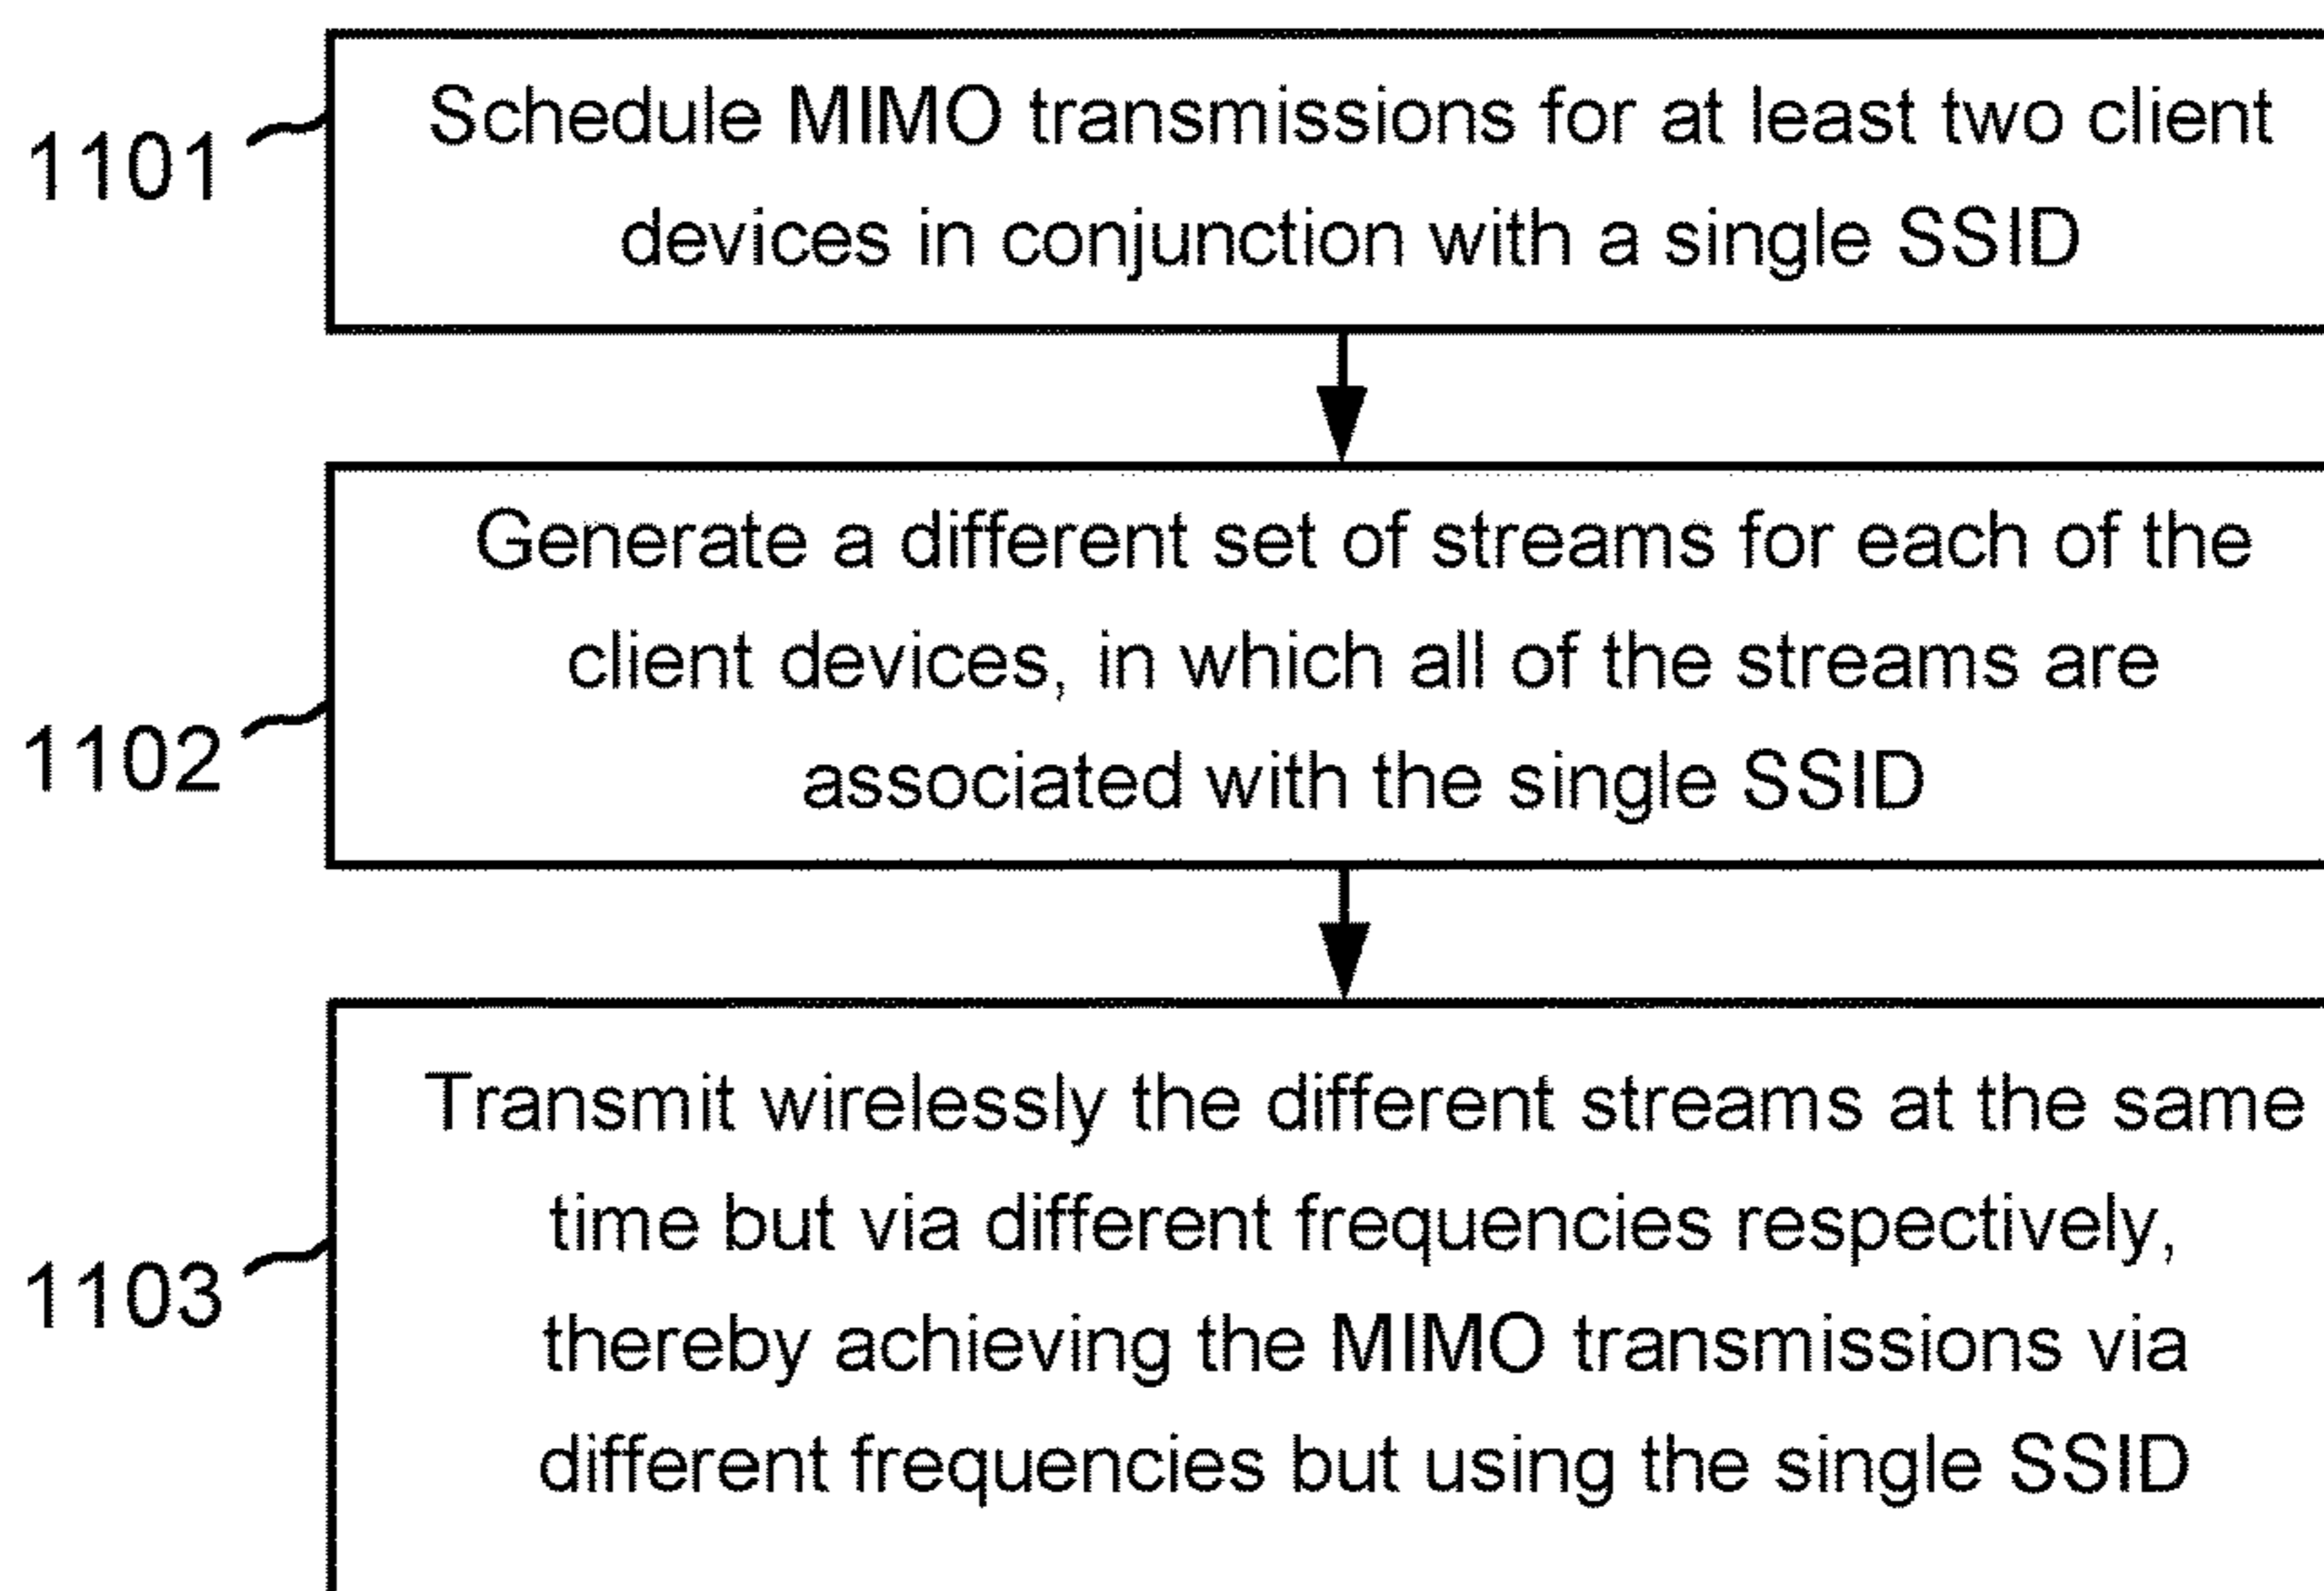 1101
Schedule MIMO transmissions for at least two client
devices in conjunction with a single SSID
1102
Generate a different set of streams for each of the
client devices, in which all of the streams are
associated with the single SSID
1103
Transmit wirelessly the different streams at the same
time but via different frequencies respectively,
thereby achieving the MIMO transmissions via
different frequencies but using the single SSID